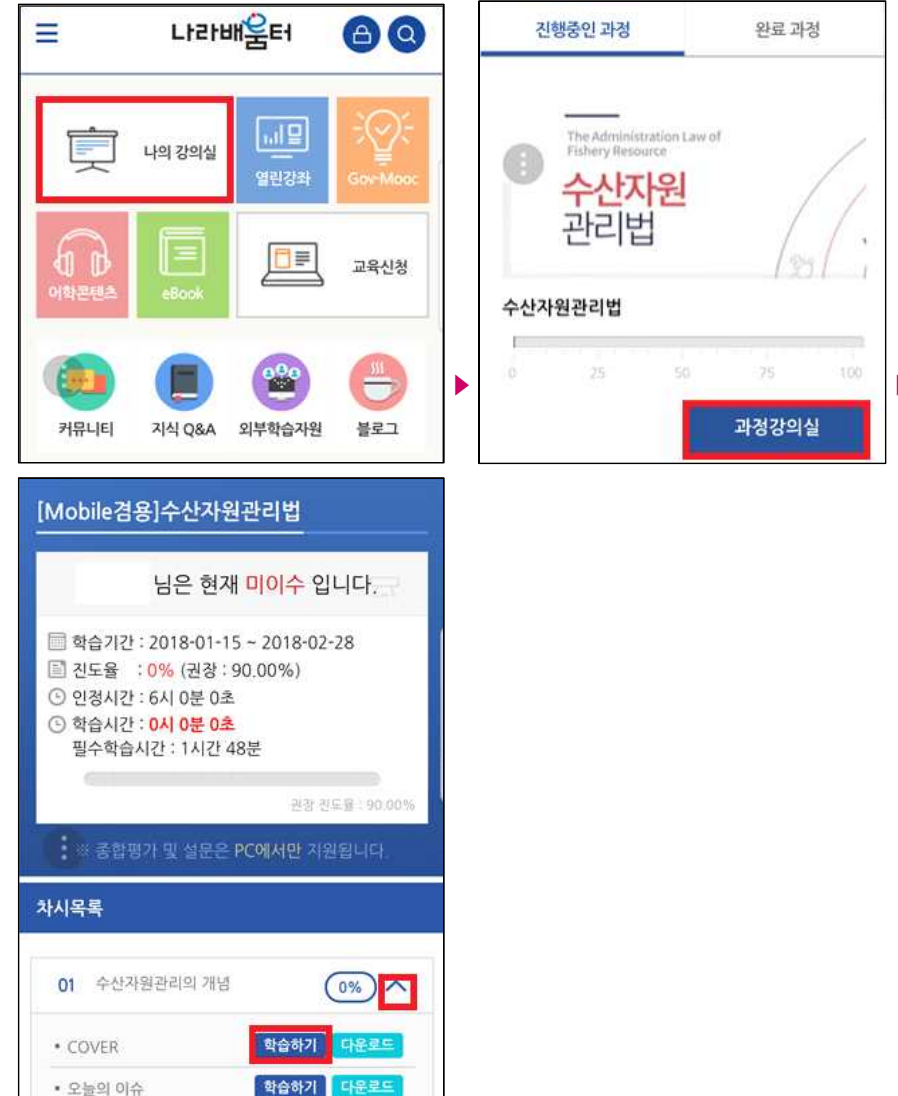 나라배움터
나의 강의실
열린강좌
Gov-Mooc
어학콘텐츠
eBook
교육신청
커뮤니티
지식 Q&A
외부학습자원
블로그
진행중인 과정
완료 과정
The Administration Law of
Fishery Resource
수산자원
관리법
수산자원관리법
0 25 50 75 100
과정강의실
[Mobile겸용]수산자원관리법
님은 현재 미이수 입니다.
학습기간 : 2018-01-15 ~ 2018-02-28
진도율 : 0% (권장 : 90.00%)
인정시간 : 6시 0분 0초
학습시간 : 0시 0분 0초
필수학습시간 : 1시간 48분
권장 진도율 : 90.00%
※ 종합평가 및 설문은 PC에서만 지원됩니다.
차시목록
01 수산자원관리의 개념 0%
• COVER 학습하기 다운로드
• 오늘의 이슈 학습하기 다운로드